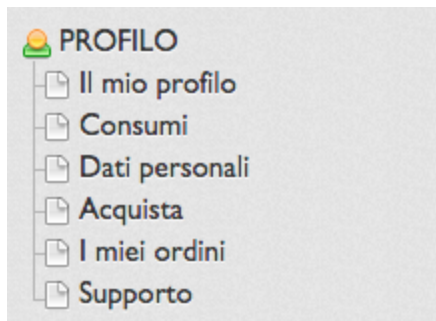 PROFILO
Il mio profilo
Consumi
Dati personali
Acquista
I miei ordini
Supporto